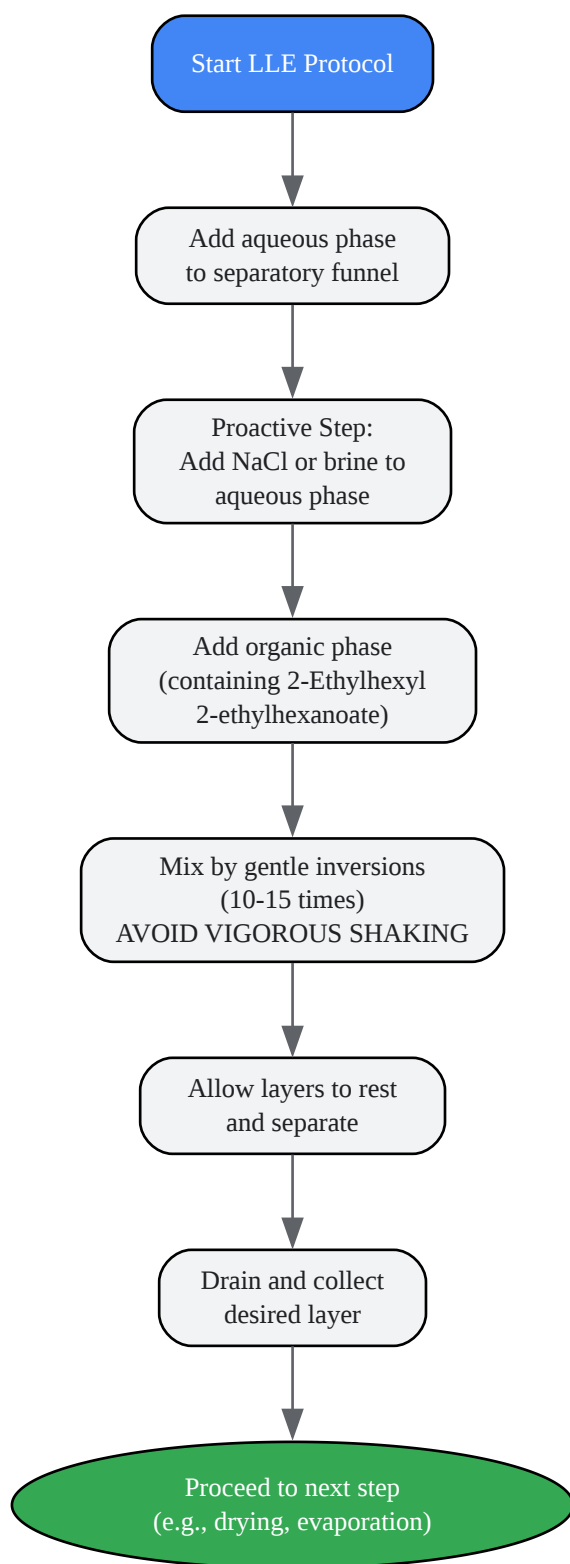 Start LLE Protocol
Add aqueous phase
to separatory funnel
Proactive Step:
Add NaCl or brine to
aqueous phase
Add organic phase
(containing 2-Ethylhexyl
2-ethylhexanoate)
Mix by gentle inversions
(10-15 times)
AVOID VIGOROUS SHAKING
Allow layers to rest
and separate
Drain and collect
desired layer
Proceed to next step
(e.g., drying, evaporation)